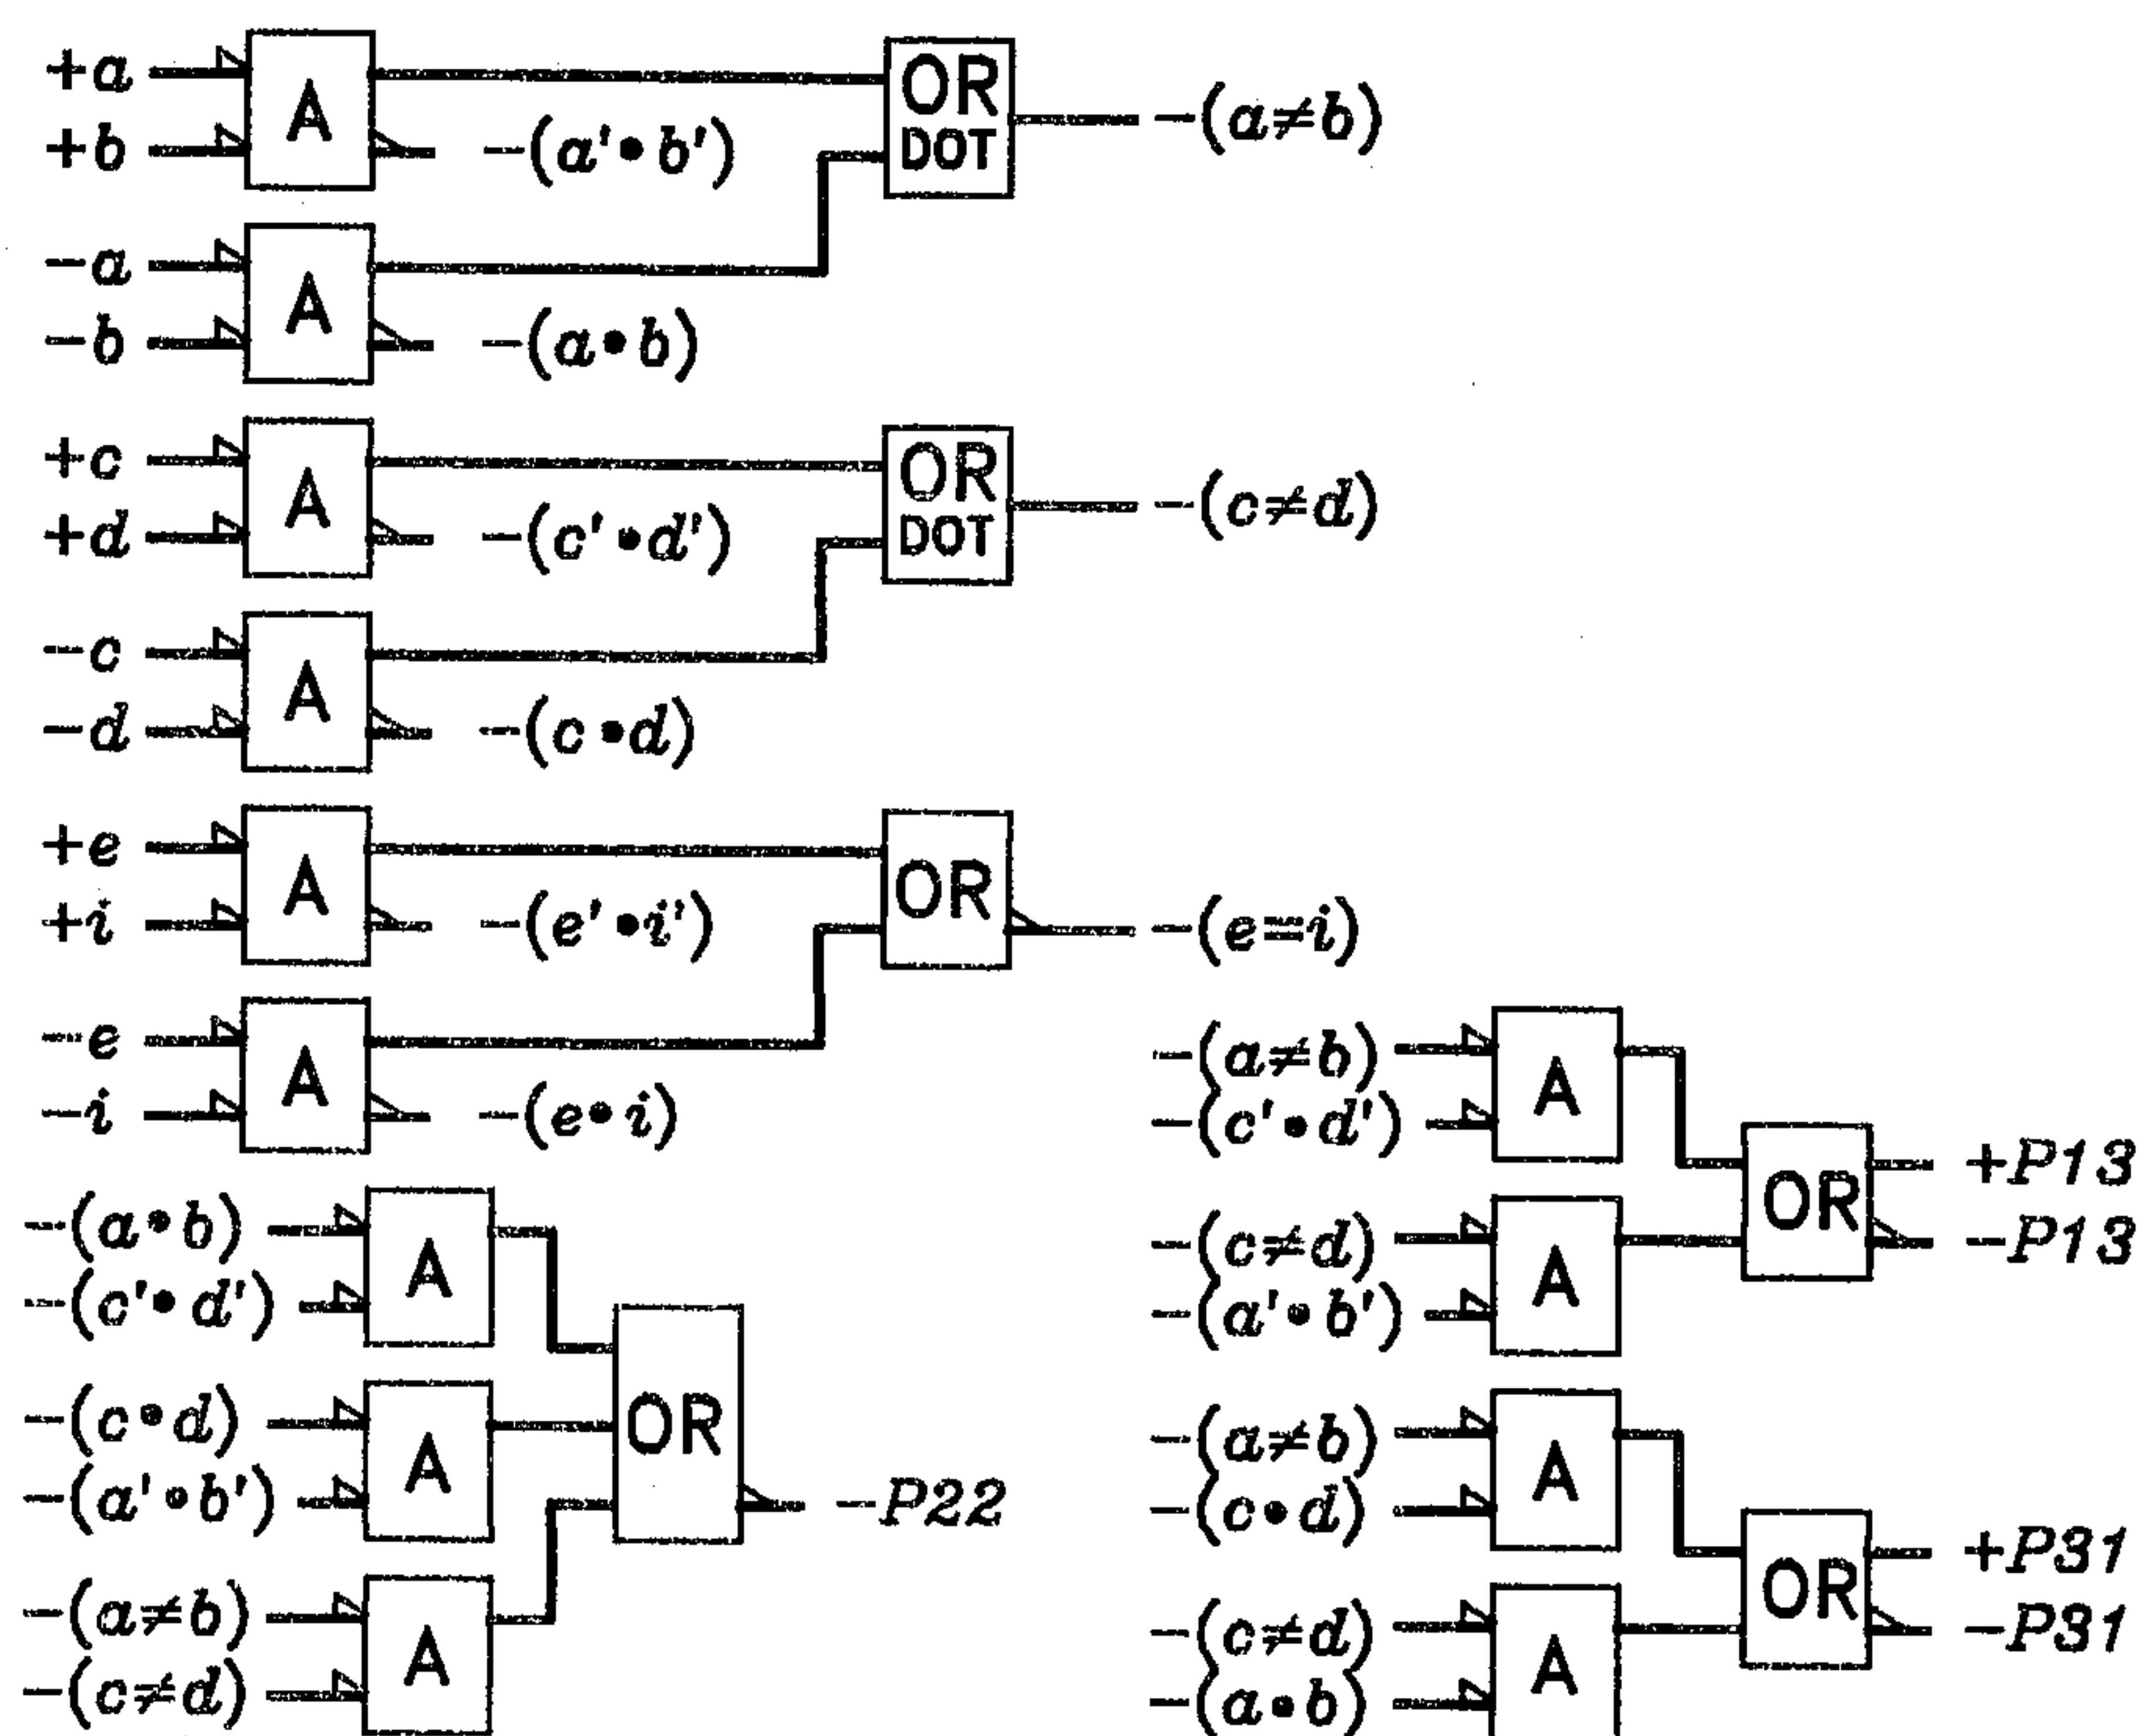 +a
+b
A
-(a'•b')
OR
DOT
-(a≠b)
-a
-b
A
-(a•b)
+c
+d
A
-(c'•d')
OR
DOT
-(c≠d)
-c
-d
A
-(c•d)
+e
+i
A
-(e'•i')
OR
-(e=i)
-e
-i
A
-(e•i)
-(a•b)
-(c'•d')
A
-(c•d)
-(a'•b')
A
-(a≠b)
-(c≠d)
A
OR
-P22
-(a≠b)
-(c'•d')
A
-(c≠d)
-(a'•b')
A
OR
+P13
-P13
-(a≠b)
-(c•d)
A
-(c≠d)
-(a•b)
A
OR
+P31
-P31